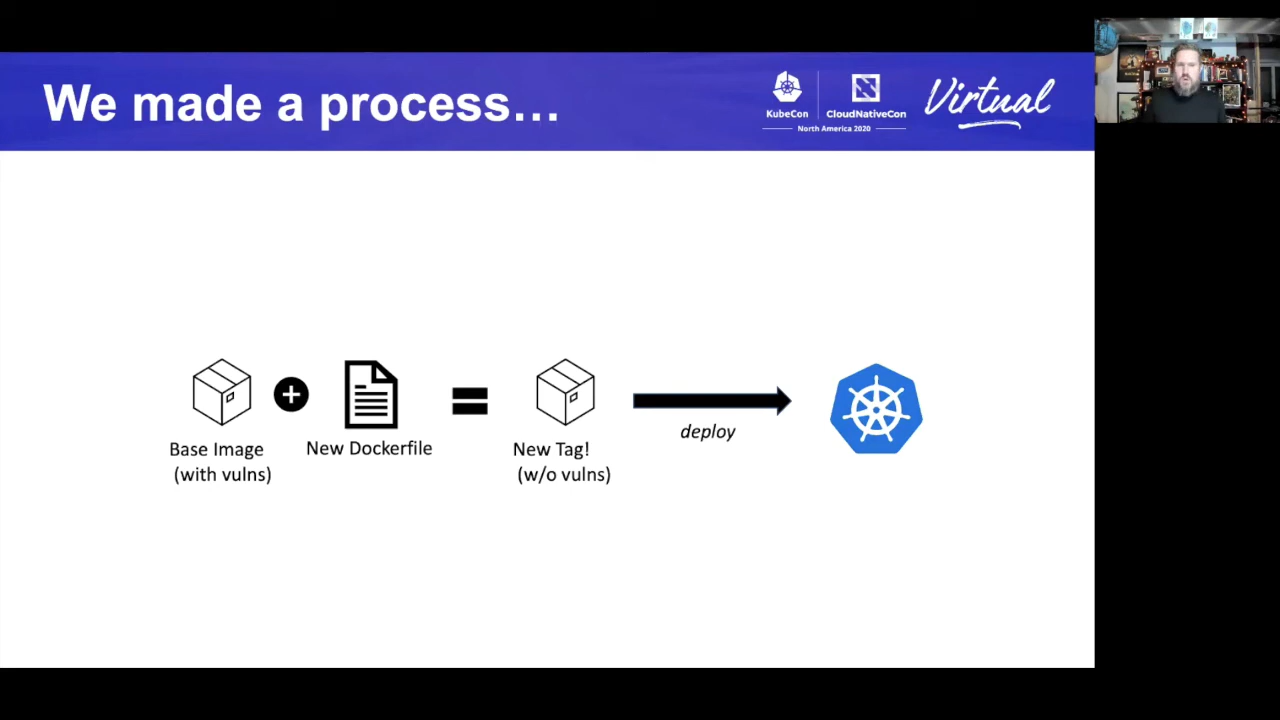 We made a process…
KubeCon
CloudNativeCon
North America 2020
Virtual
Base Image
(with vulns)
New Dockerfile
New Tag!
(w/o vulns)
deploy